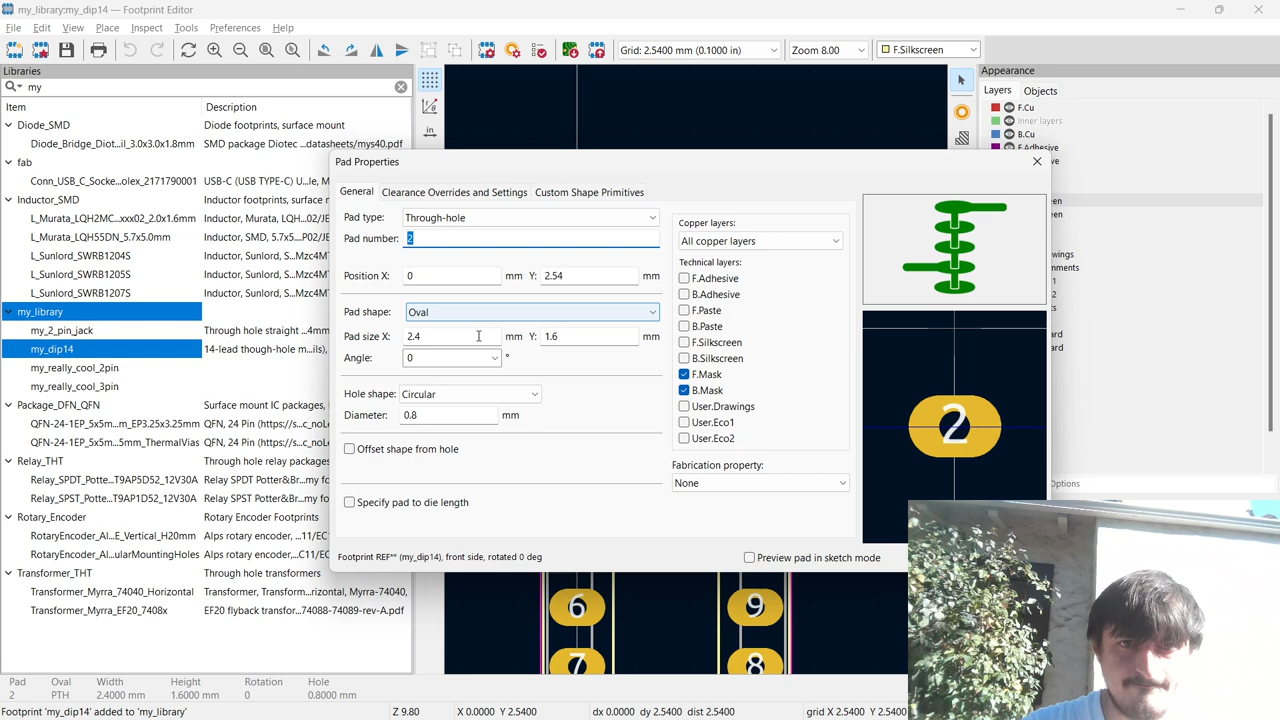 my_library:my_dip14 — Footprint Editor
File Edit View Place Inspect Tools Preferences Help
Grid: 2.5400 mm (0.1000 in) Zoom 8.00 F.Silkscreen
Libraries
my
Item Description
Diode_SMD Diode footprints, surface mount
Diode_Bridge_Diot...il_3.0x3.0x1.8mm SMD package Diotec ...datasheets/mys40.pdf
fab
Conn_USB_C_Socke...olex_2171790001 USB-C (USB TYPE-C) U...le, M
Inductor_SMD Inductor footprints, surface r
L_Murata_LQH2MC...xxx02_2.0x1.6mm Inductor, Murata, LQH...02/JE
L_Murata_LQH55DN_5.7x5.0mm Inductor, SMD, 5.7x5....P02/JE
L_Sunlord_SWRB1204S Inductor, Sunlord, S...Mzc4M
L_Sunlord_SWRB1205S Inductor, Sunlord, S...Mzc4M
L_Sunlord_SWRB1207S Inductor, Sunlord, S...Mzc4M
my_library
my_2_pin_jack Through hole straight ...4mm
my_dip14 14-lead though-hole m...ils),
my_really_cool_2pin
my_really_cool_3pin
Package_DFN_QFN Surface mount IC packages,
QFN-24-1EP_5x5m...m_EP3.25x3.25mm QFN, 24 Pin (https://s...c_noL
QFN-24-1EP_5x5m...5mm_ThermalVias QFN, 24 Pin (https://s...c_noL
Relay_THT Through hole relay packages
Relay_SPDT_Potte...T9AP5D52_12V30A Relay SPDT Potter&Br...my fo
Relay_SPST_Potte...T9AP1D52_12V30A Relay SPST Potter&Br...my fo
Rotary_Encoder Rotary Encoder Footprints
RotaryEncoder_Al...E_Vertical_H20mm Alps rotary encoder, ...11/EC
RotaryEncoder_Al...ularMountingHoles Alps rotary encoder,...C11/EC
Transformer_THT Through hole transformers
Transformer_Myrra_74040_Horizontal Transformer, Transform...rizontal, Myrra-74040,
Transformer_Myrra_EF20_7408x EF20 flyback transfor...74088-74089-rev-A.pdf
in
Pad Properties
General Clearance Overrides and Settings Custom Shape Primitives
Pad type: Through-hole
Pad number: 2
Position X: 0 mm Y: 2.54 mm
Pad shape: Oval
Pad size X: 2.4 mm Y: 1.6 mm
Angle: 0 °
Hole shape: Circular
Diameter: 0.8 mm
Offset shape from hole
Specify pad to die length
Footprint REF** (my_dip14), front side, rotated 0 deg
Copper layers:
All copper layers
Technical layers:
F.Adhesive
B.Adhesive
F.Paste
B.Paste
F.Silkscreen
B.Silkscreen
F.Mask
B.Mask
User.Drawings
User.Eco1
User.Eco2
Fabrication property:
None
Preview pad in sketch mode
2
6 9
7 8
Appearance
Layers Objects
F.Cu
Inner layers
B.Cu
F.Adhesive
ve
en
en
wings
mments
1
2
rd
Options
Pad Oval Width Height Rotation Hole
2 PTH 2.4000 mm 1.6000 mm 0 0.8000 mm
Footprint 'my_dip14' added to 'my_library' Z 9.80 X 0.0000 Y 2.5400 dx 0.0000 dy 2.5400 dist 2.5400 grid X 2.5400 Y 2.5400